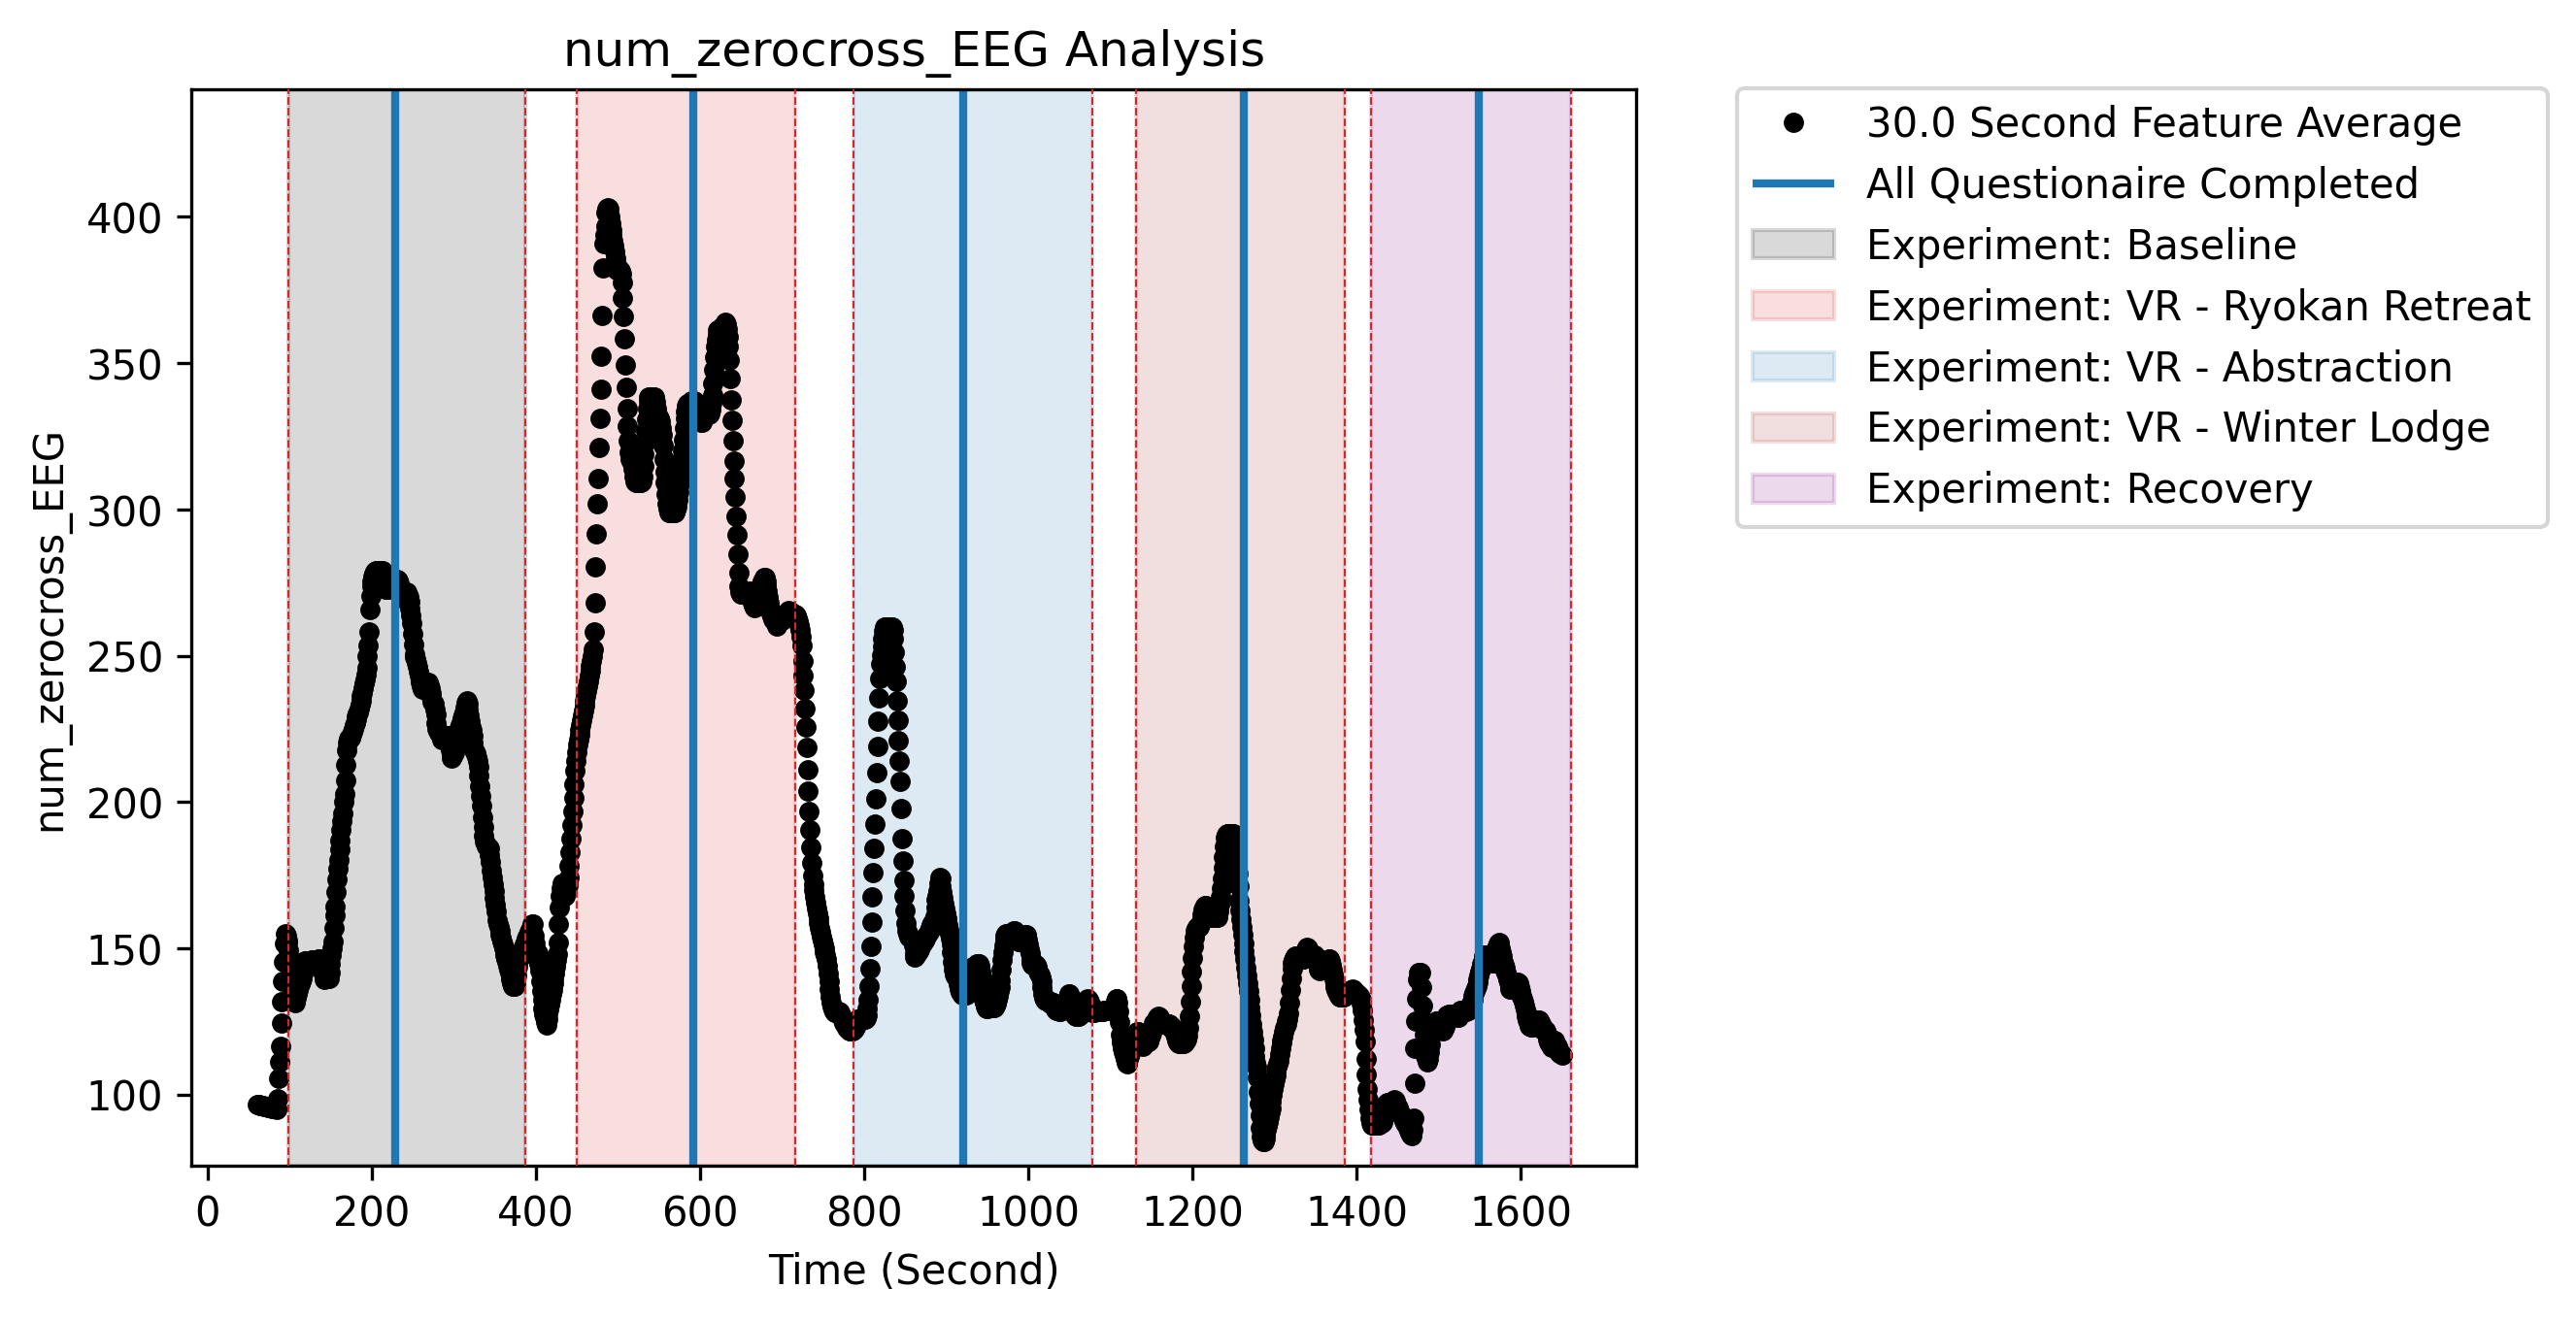 num_zerocross_EEG Analysis
num_zerocross_EEG
400
350
300
250
200
150
100
0 200 400 600 800 1000 1200 1400 1600
Time (Second)
30.0 Second Feature Average
All Questionaire Completed
Experiment: Baseline
Experiment: VR - Ryokan Retreat
Experiment: VR - Abstraction
Experiment: VR - Winter Lodge
Experiment: Recovery